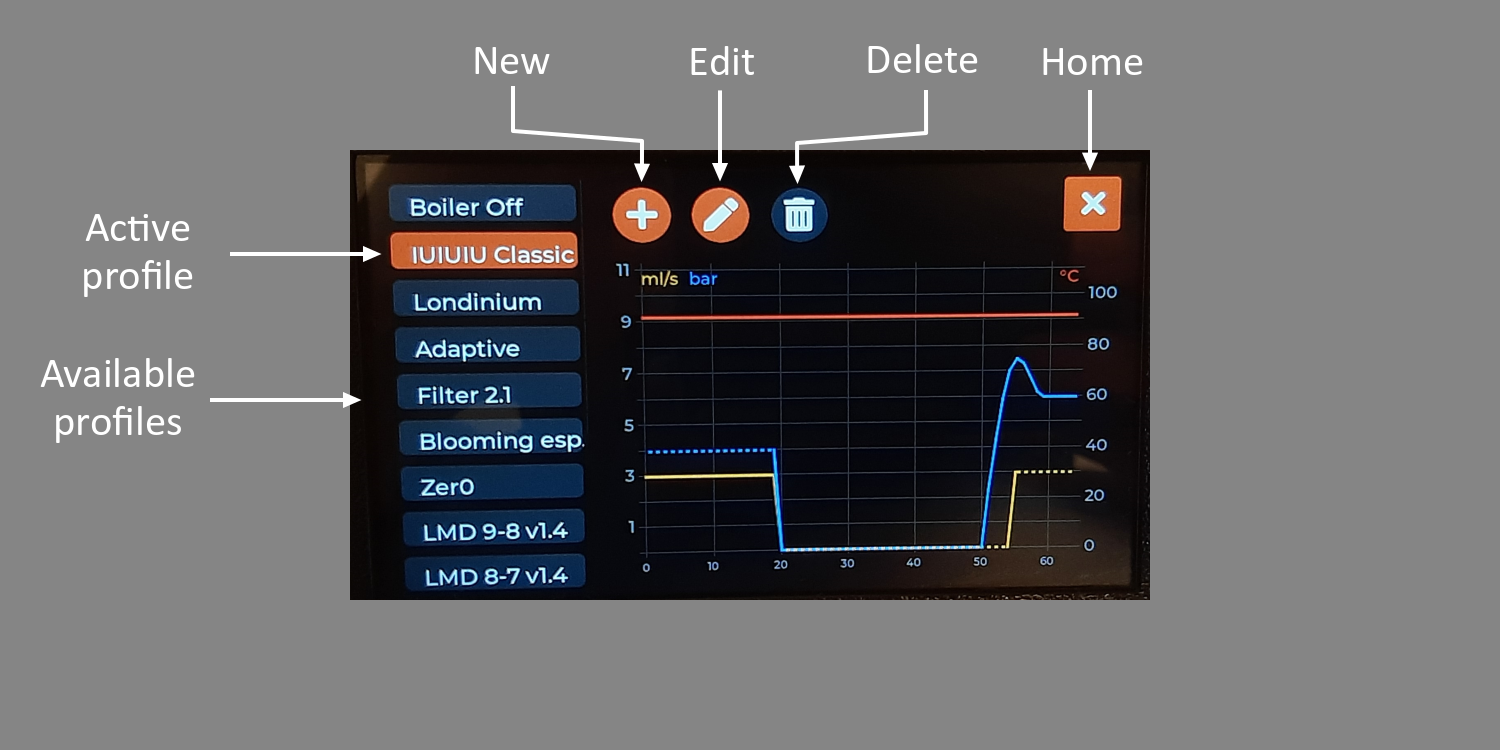 New
Edit
Delete
Home
Active
profile
Available
profiles
Boiler Off
IUIUIU Classic
Londinium
Adaptive
Filter 2.1
Blooming esp.
Zer0
LMD 9-8 v1.4
LMD 8-7 v1.4
ml/s bar
°C
11
9
7
5
3
1
100
80
60
40
20
0
0 10 20 30 40 50 60